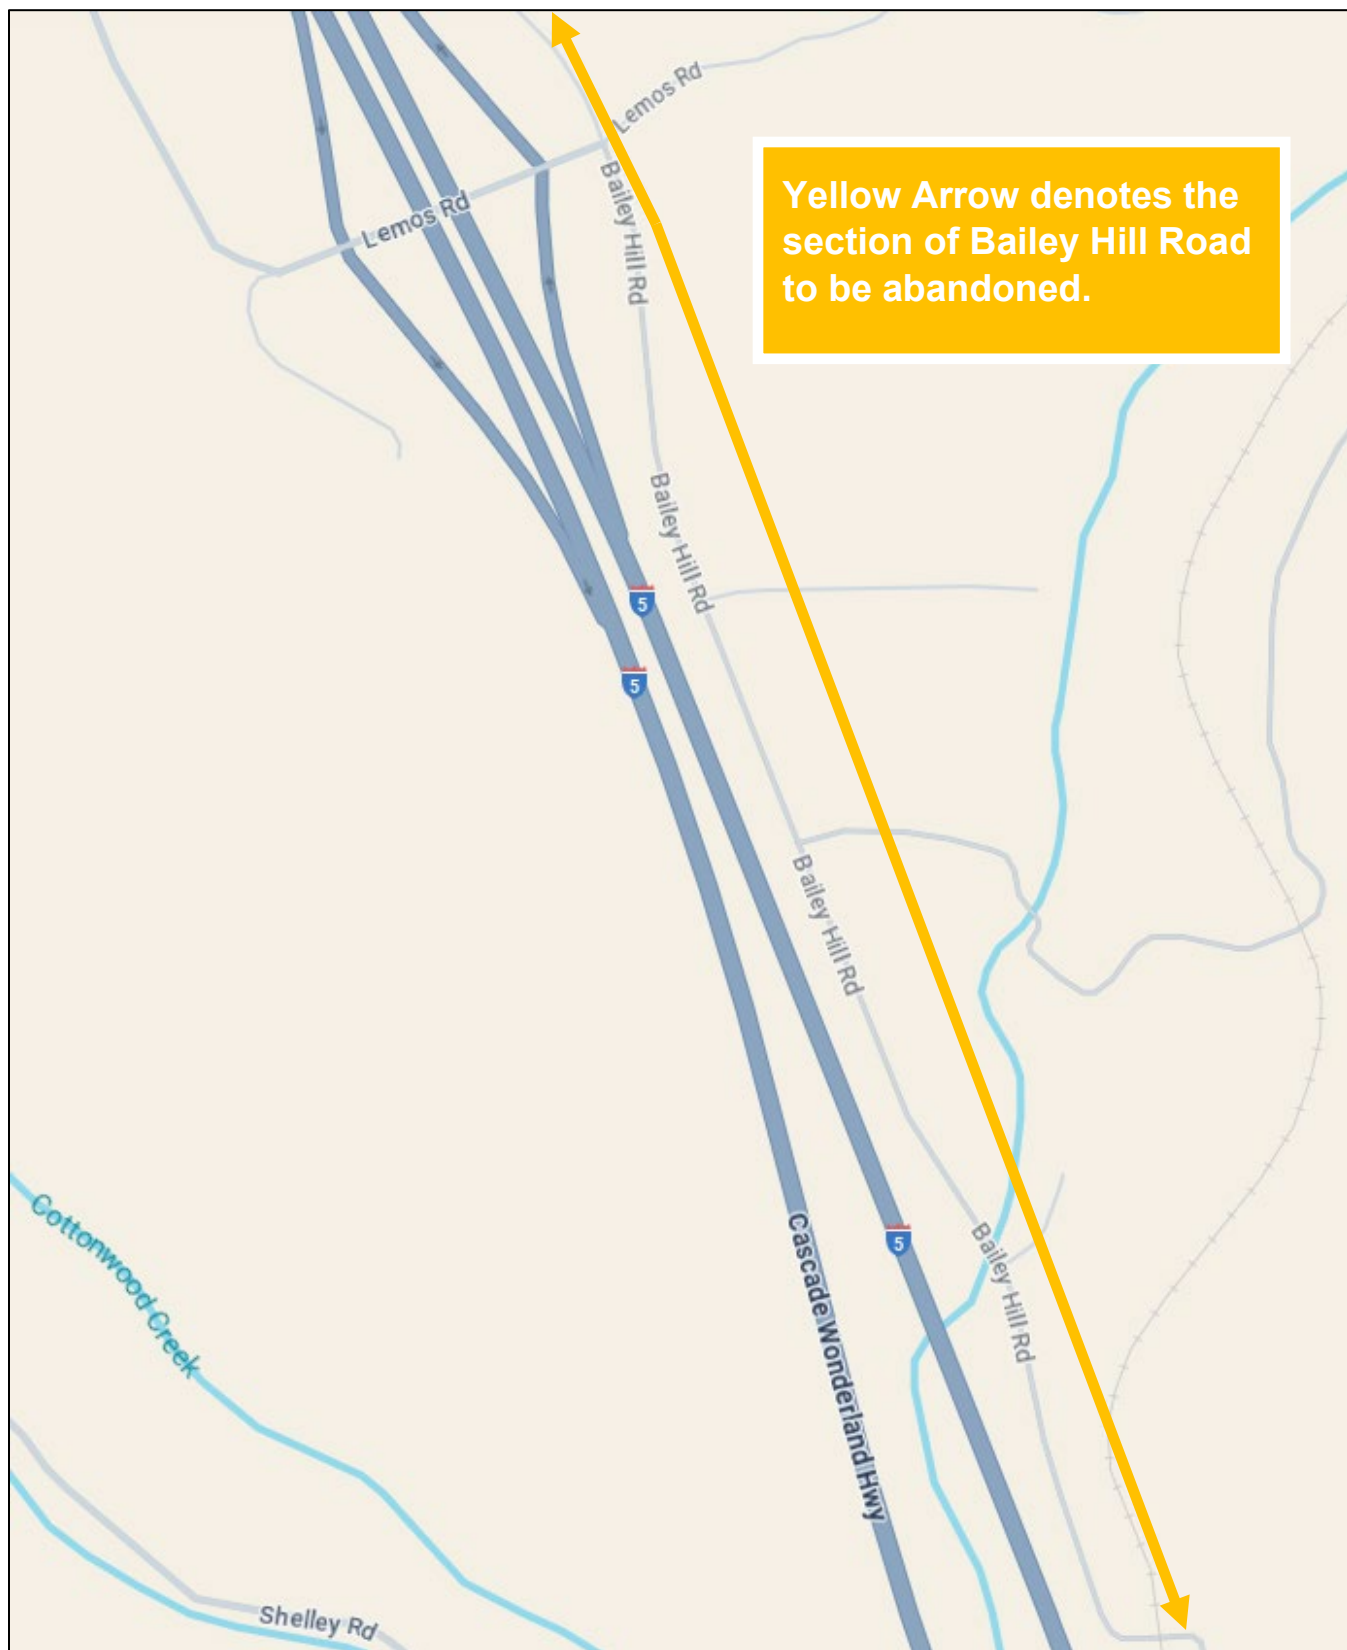 Lemos Rd
Yellow Arrow denotes the
section of Bailey Hill Road
to be abandoned.
Bailey Hill Rd
Lemos Rd
Bailey Hill Rd
5
5
Bailey Hill Rd
Cottonwood Creek
Cascade Wonderland Hwy
5
Bailey Hill Rd
Shelley Rd